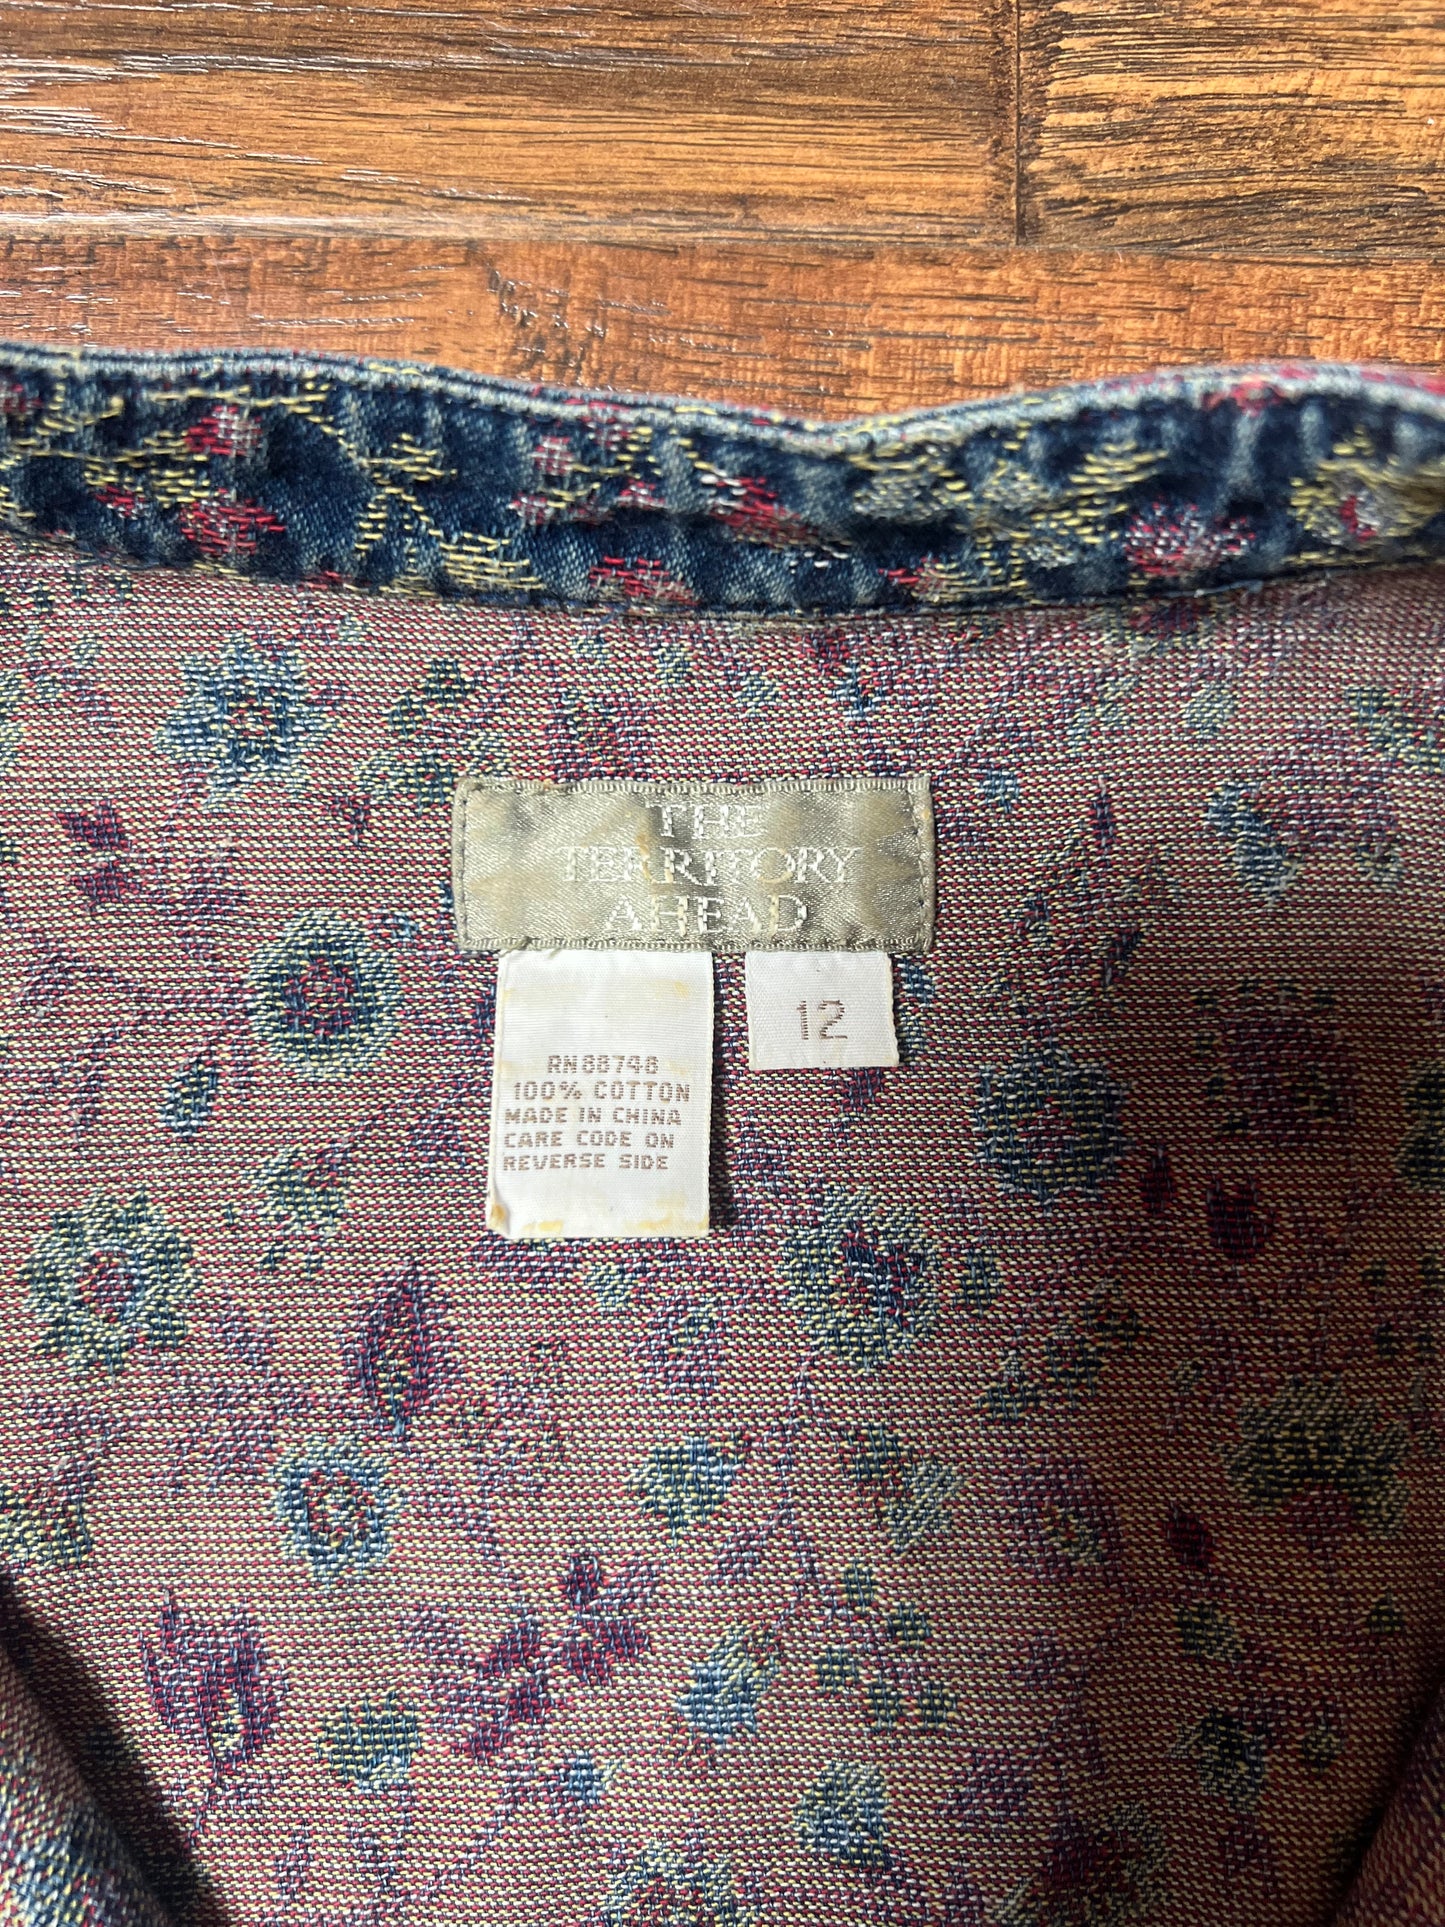 THE
TERRITORY
AHEAD
12
RN88748
100% COTTON
MADE IN CHINA
CARE CODE ON
REVERSE SIDE